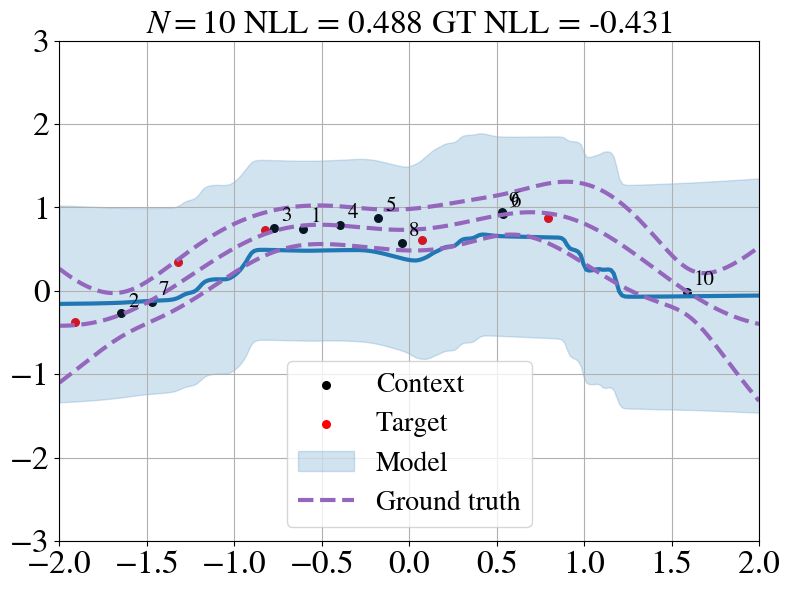 N = 10 NLL = 0.488 GT NLL = -0.431
3
2
1
0
−1
−2
−3
−2.0 −1.5 −1.0 −0.5 0.0 0.5 1.0 1.5 2.0
2 7 3 1 4 5 8 6 10
Context
Target
Model
Ground truth